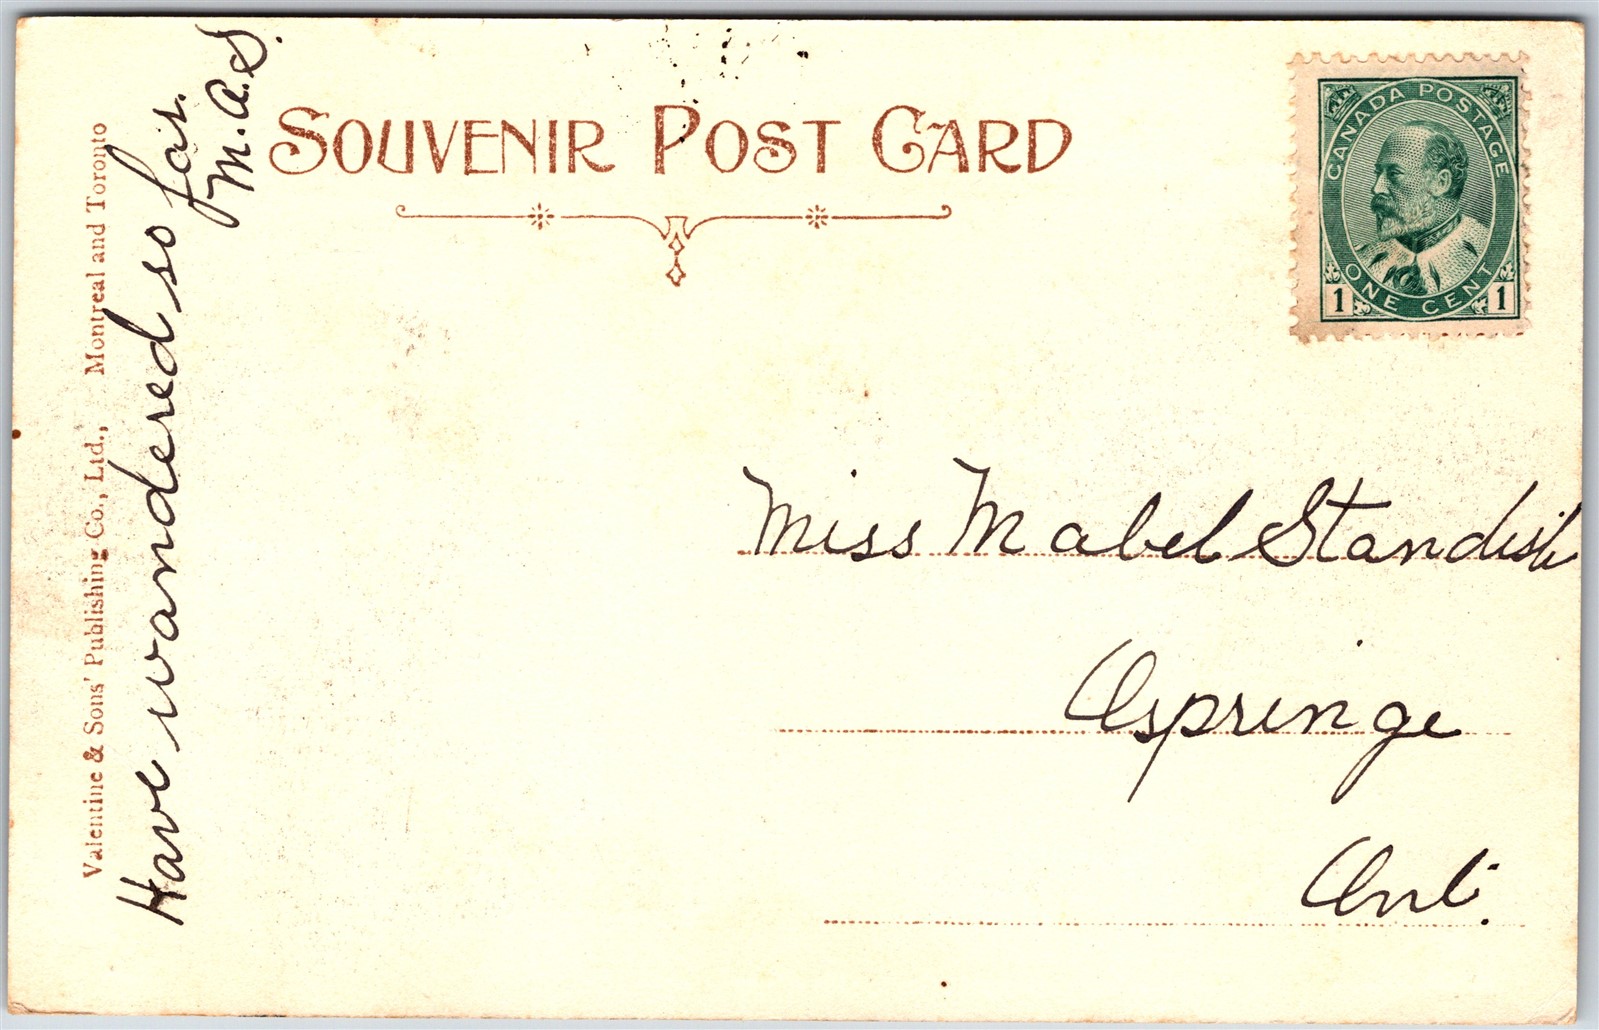 SOUVENIR POST CARD
CANADA POSTAGE
ONE CENT
1 1
Miss Mabel Standish
Ospringe
Ont.
Have wandered so far.
M.A.S.
Valentine & Sons' Publishing Co., Ltd., Montreal and Toronto